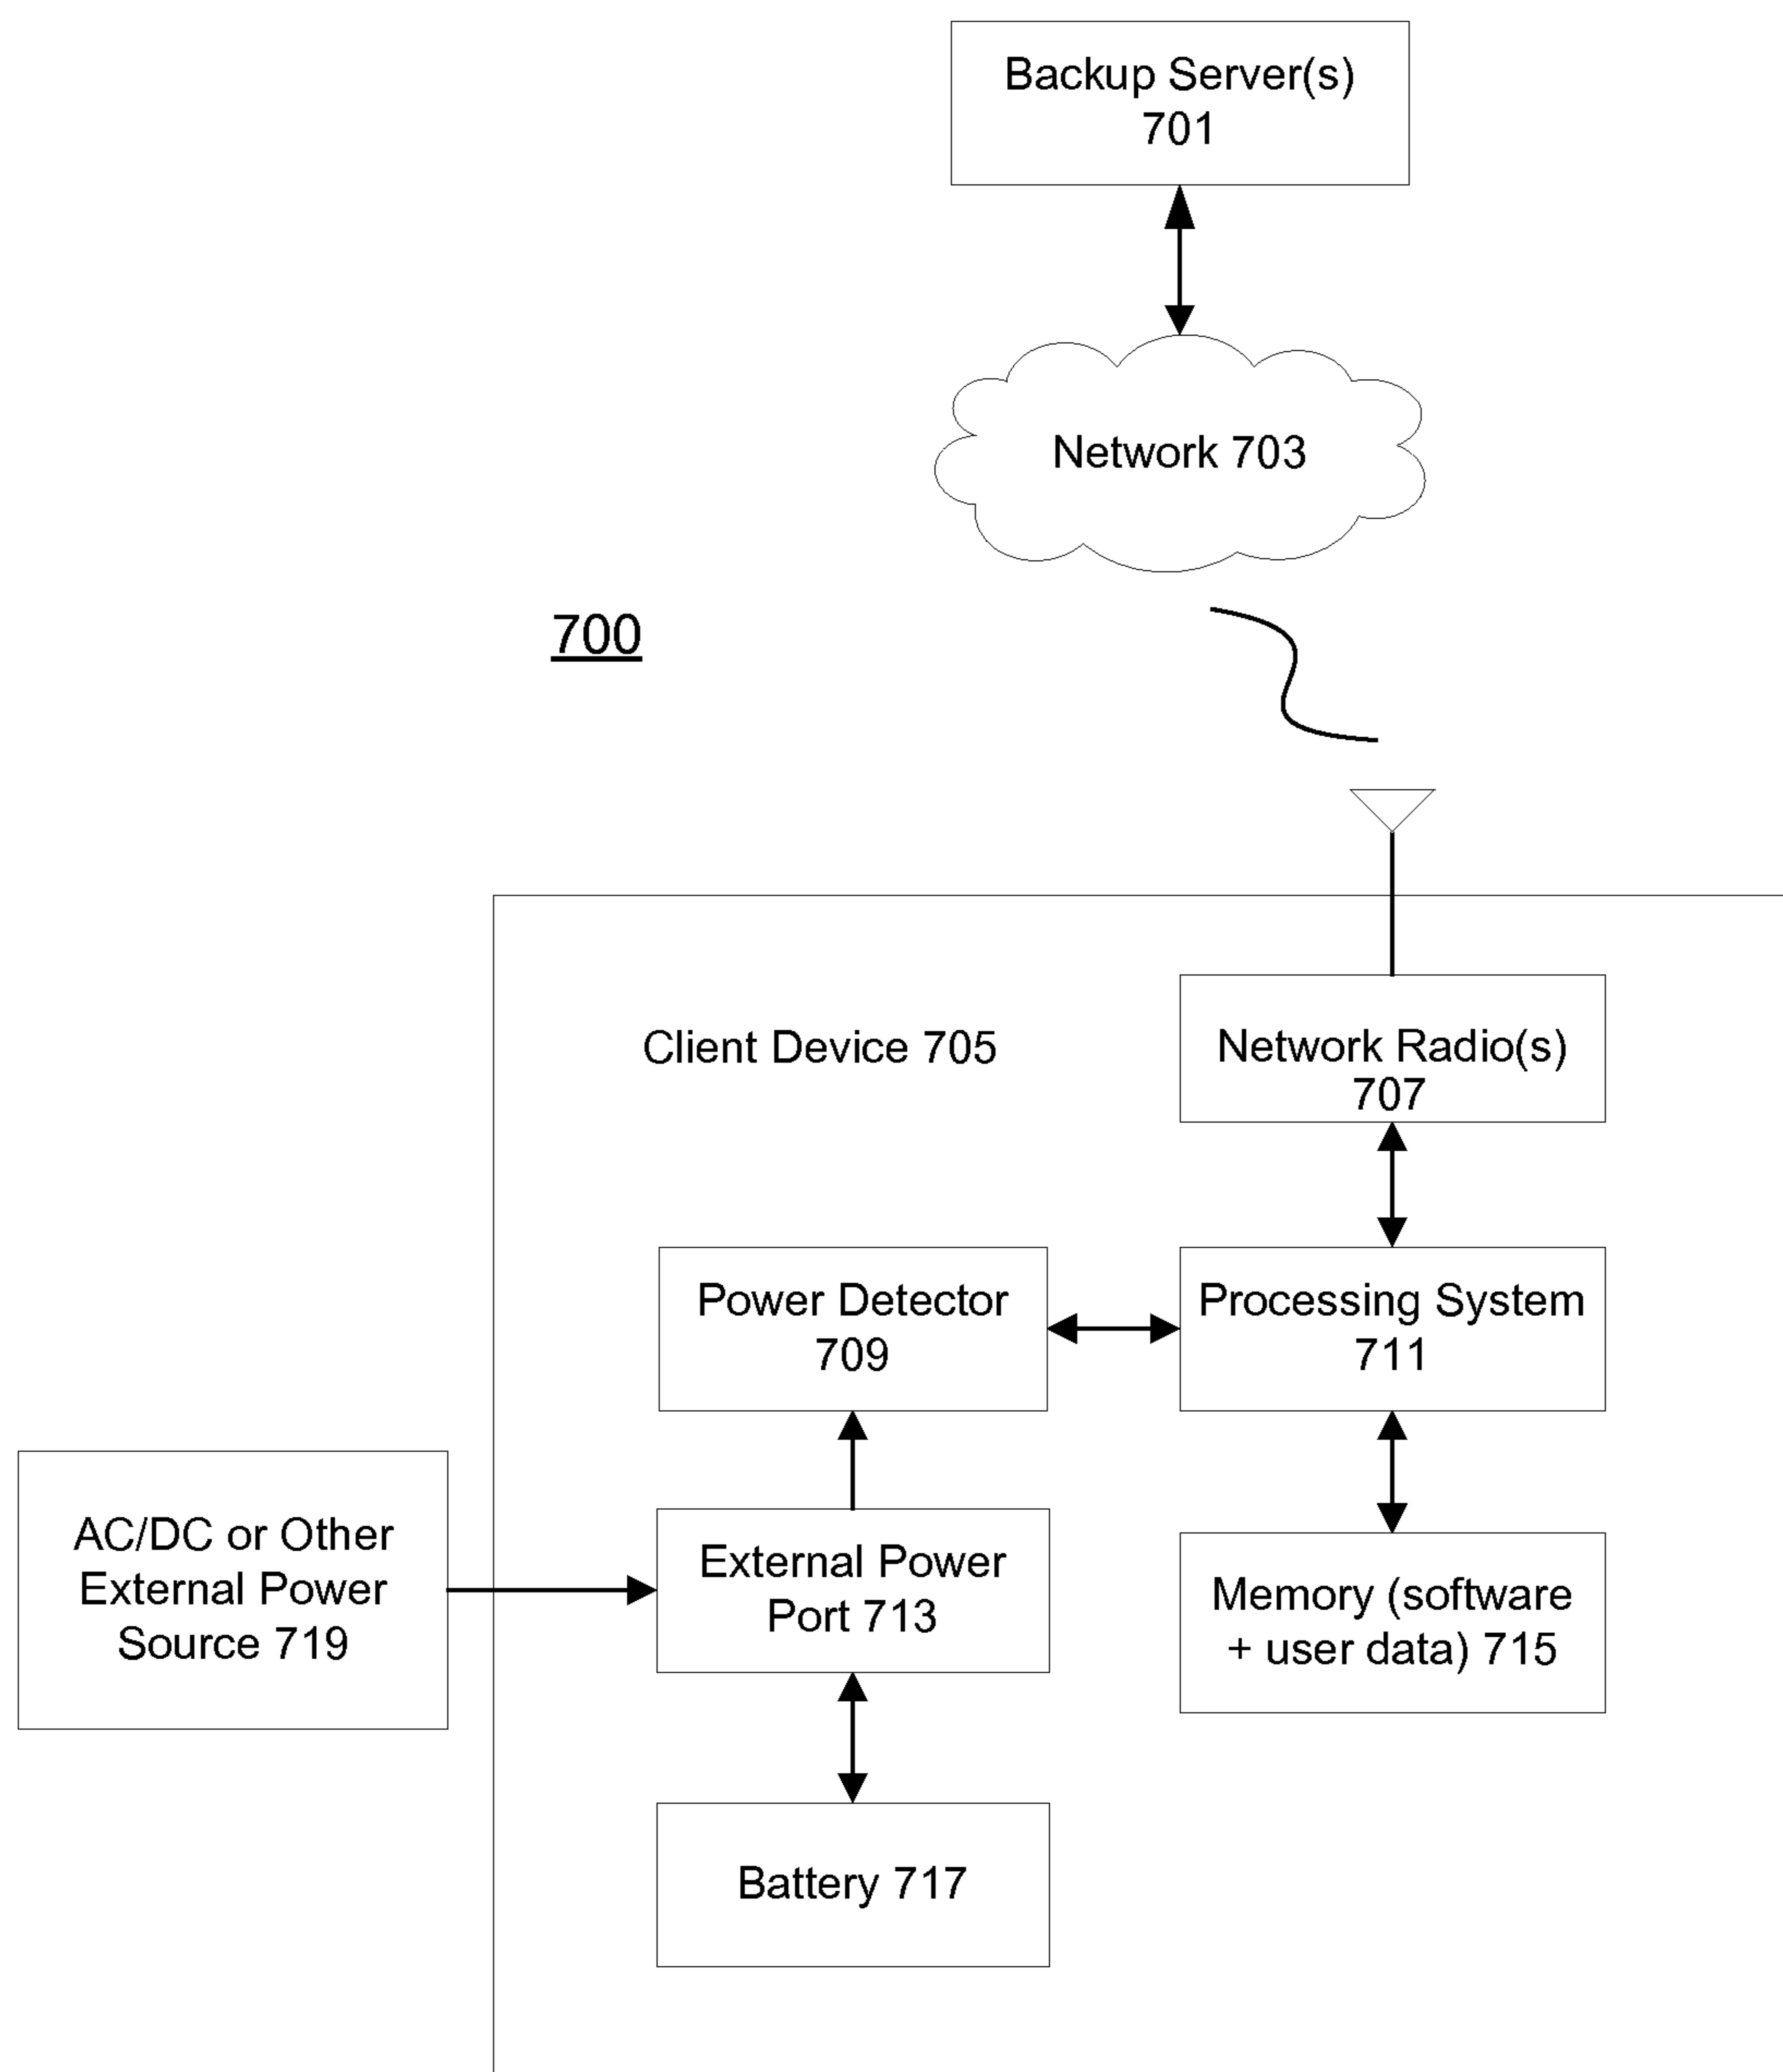 Backup Server(s)
701
Network 703
700
Client Device 705
Network Radio(s)
707
Power Detector
709
Processing System
711
AC/DC or Other
External Power
Source 719
External Power
Port 713
Memory (software
+ user data) 715
Battery 717